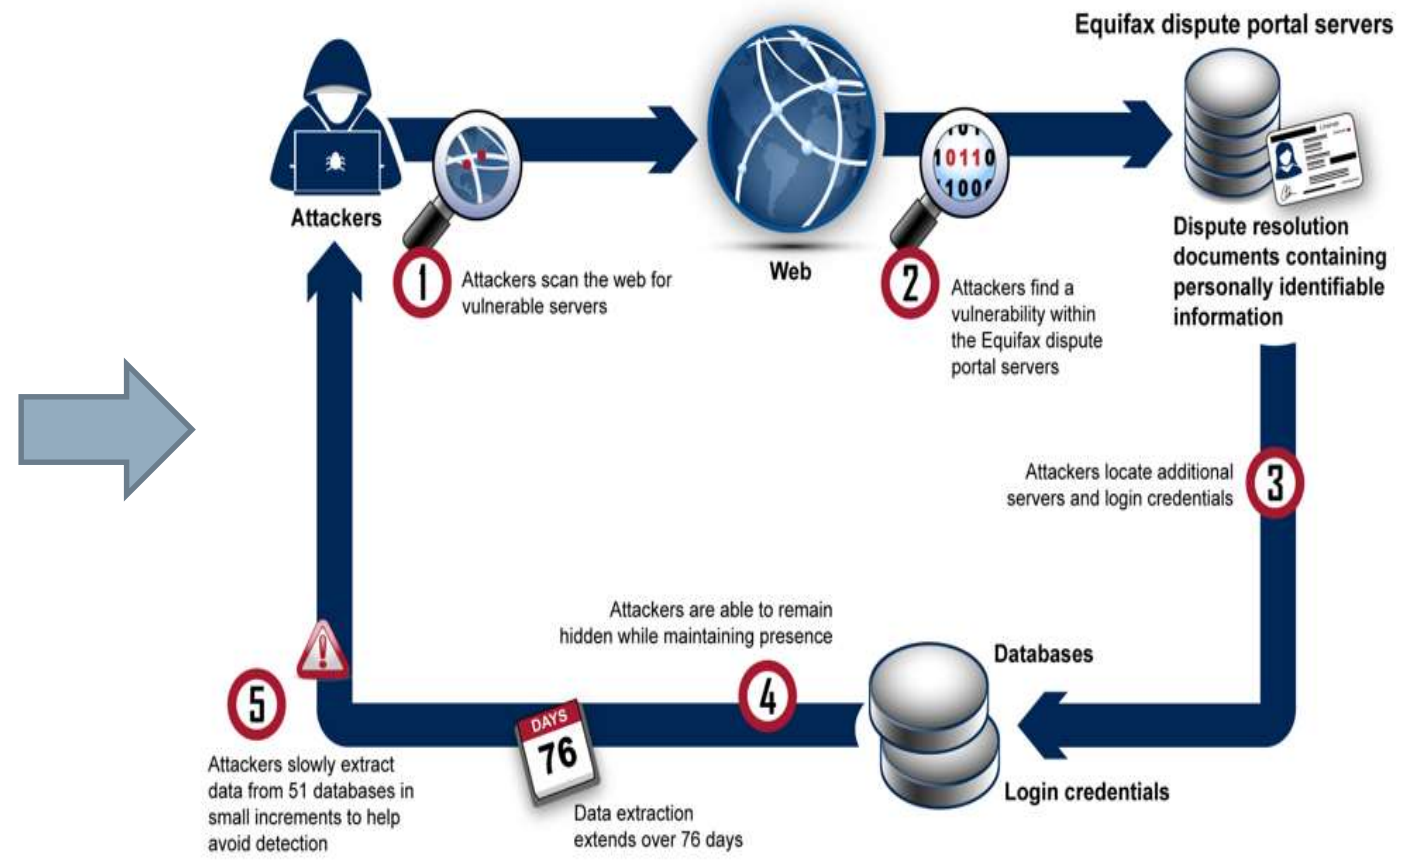 Equifax dispute portal servers
Attackers
Web
1
Attackers scan the web for
vulnerable servers
101
10110
11000
2
Attackers find a
vulnerability within
the Equifax dispute
portal servers
Dispute resolution
documents containing
personally identifiable
information
Attackers locate additional
servers and login credentials
3
Attackers are able to remain
hidden while maintaining presence
4
Databases
Login credentials
DAYS
76
Data extraction
extends over 76 days
5
Attackers slowly extract
data from 51 databases in
small increments to help
avoid detection